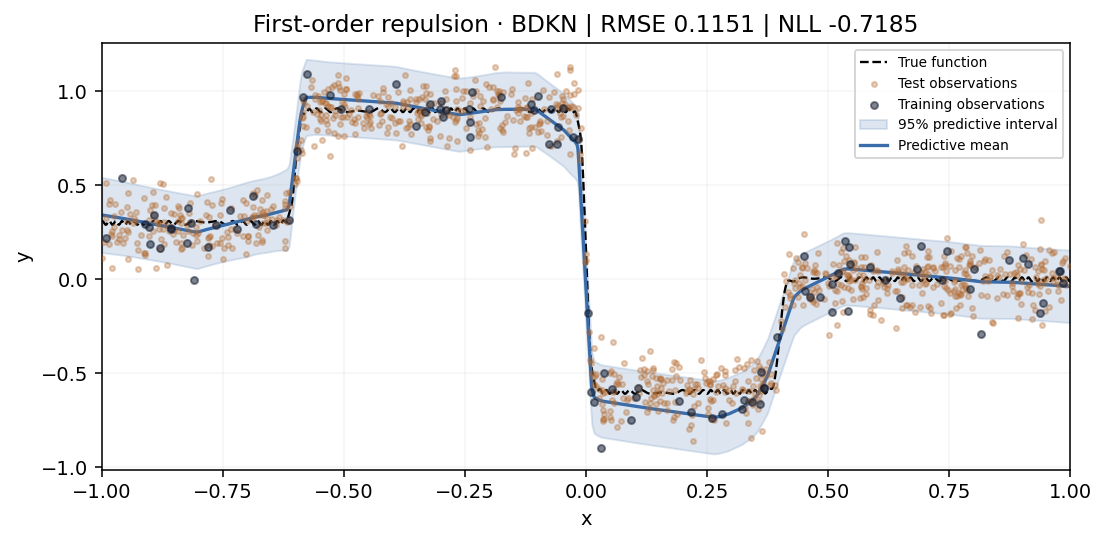 First-order repulsion · BDKN | RMSE 0.1151 | NLL -0.7185
True function
Test observations
Training observations
95% predictive interval
Predictive mean
1.0
0.5
0.0
−0.5
−1.0
y
−1.00 −0.75 −0.50 −0.25 0.00 0.25 0.50 0.75 1.00
x